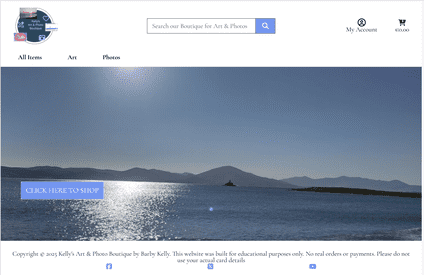 Kelly's
Art & Photo
Boutique
Search our Boutique for Art & Photos
My Account
€0.00
All Items
Art
Photos
CLICK HERE TO SHOP
Copyright © 2023 Kelly's Art & Photo Boutique by Barby Kelly. This website was built for educational purposes only. No real orders or payments. Please do not
use your actual card details